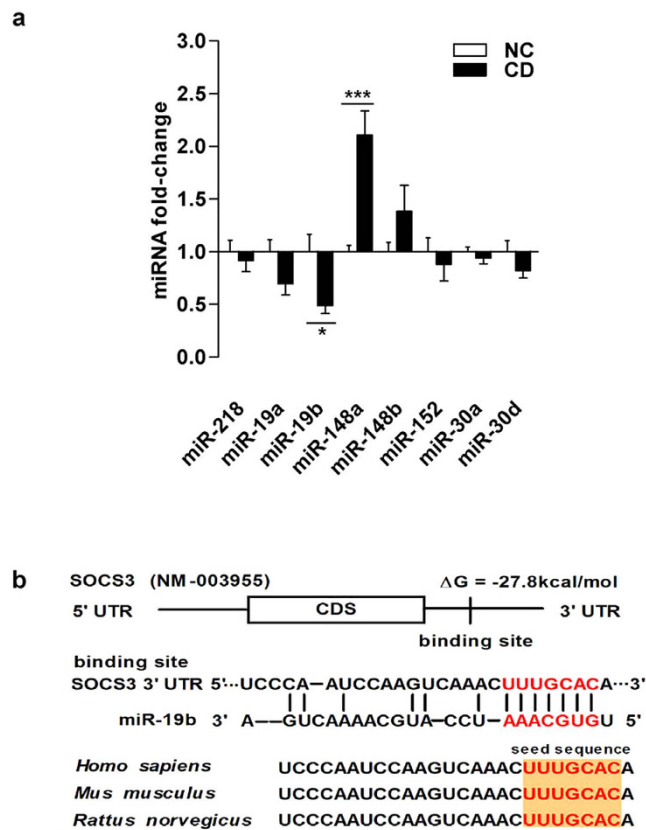 a
NC
CD
miRNA fold-change
3.0
2.5
2.0
1.5
1.0
0.5
0.0
***
*
miR-218
miR-19a
miR-19b
miR-148a
miR-148b
miR-152
miR-30a
miR-30d
b
SOCS3 (NM-003955)
ΔG = -27.8kcal/mol
5' UTR
CDS
3' UTR
binding site
binding site
SOCS3 3' UTR 5'···UCCCA–AUCCAAGUCAAACUUUGCACA···3'
miR-19b 3' A––GUCAAAACGUA–CCU–AAACGUGU 5'
seed sequence
Homo sapiens UCCCAAUCCAAGUCAAACUUUGCACA
Mus musculus UCCCAAUCCAAGUCAAACUUUGCACA
Rattus norvegicus UCCCAAUCCAAGUCAAACUUUGCACA